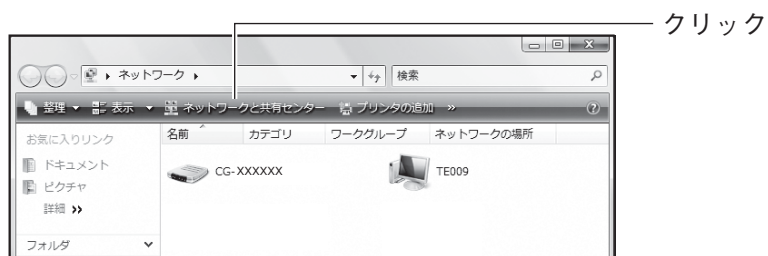 クリック
ネットワーク
検索
整理 表示 ネットワークと共有センター プリンタの追加 »
お気に入りリンク
名前 カテゴリ ワークグループ ネットワークの場所
ドキュメント
CG-XXXXXX TE009
ピクチャ
詳細 »
フォルダ